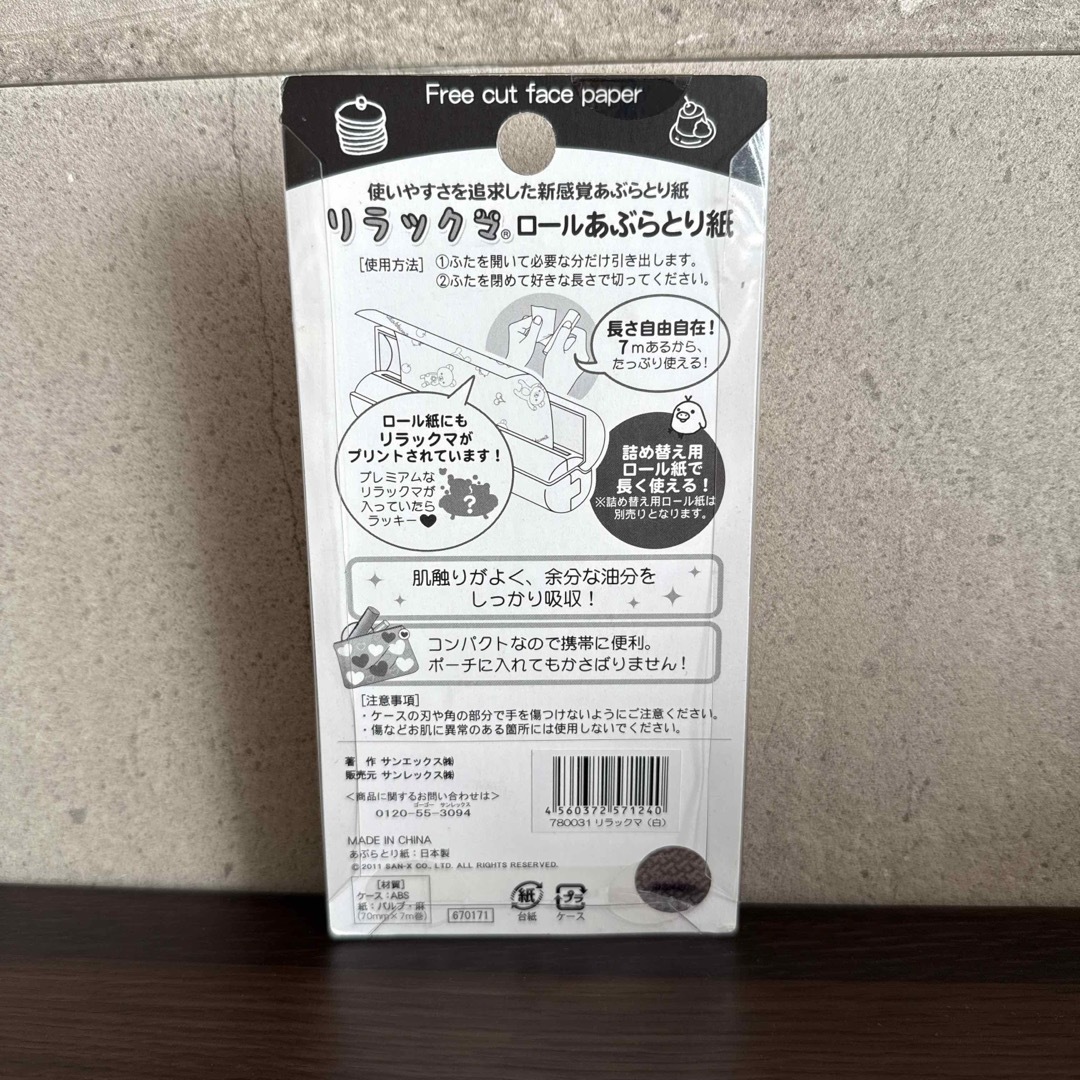 Free cut face paper
使いやすさを追求した新感覚あぶらとり紙
リラックマ®ロールあぶらとり紙
[使用方法] ①ふたを開いて必要な分だけ引き出します。
②ふたを閉めて好きな長さで切ってください。
長さ自由自在!
7mあるから、
たっぷり使える!
ロール紙にも
リラックマが
プリントされています!
プレミアムな
リラックマが
入っていたら
ラッキー♥
?
詰め替え用
ロール紙で
長く使える!
※詰め替え用ロール紙は
別売りとなります。
肌触りがよく、余分な油分を
しっかり吸収!
コンパクトなので携帯に便利。
ポーチに入れてもかさばりません!
[注意事項]
・ケースの刃や角の部分で手を傷つけないようにご注意ください。
・傷などお肌に異常のある箇所には使用しないでください。
著 作 サンエックス㈱
販売元 サンレックス㈱
<商品に関するお問い合わせは>
ゴーゴー サンレックス
0120-55-3094
4 560372 571240
780031 リラックマ(白)
MADE IN CHINA
あぶらとり紙:日本製
©2011 SAN-X CO., LTD. ALL RIGHTS RESERVED.
[材質]
ケース:ABS
紙:パルプ・麻
(70mm×7m巻)
670171
紙
台紙
プラ
ケース